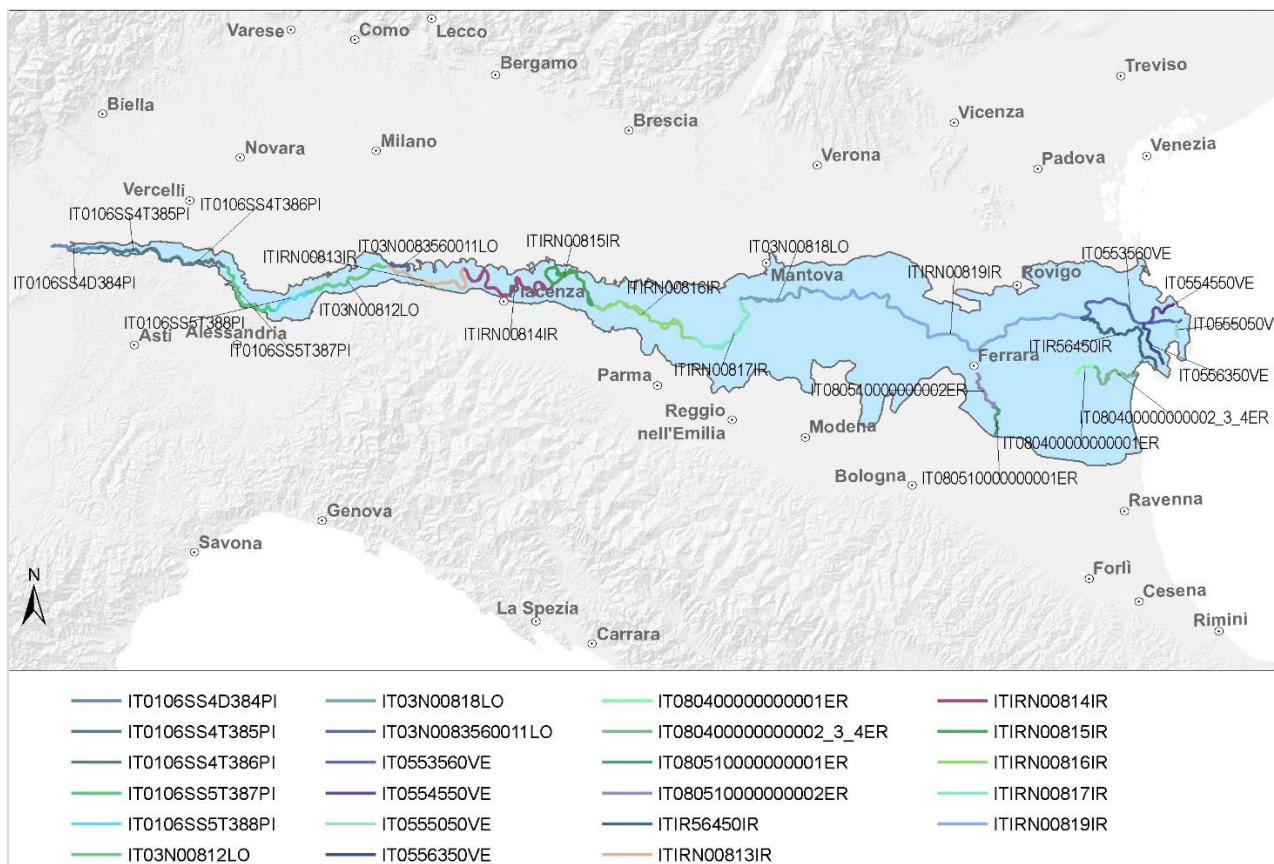 Lecco
Varese
Como
Bergamo
Treviso
Biella
Vicenza
Brescia
Novara
Milano
Venezia
Verona
Padova
Vercelli
IT0106SS4T386PI
IT0106SS4T385PI
IT0553560VE
IT03N00818LO
ITIRN00815IR
IT03N0083560011LO
ITIRN00813IR
ITIRN00819IR
Rovigo
IT0554550VE
Mantova
IT0106SS4D384PI
ITIRN00816IR
Piacenza
IT03N00812LO
IT0106SS5T388PI
IT0555050V
Asti
Alessandria
ITIRN00814IR
ITIR56450IR
IT0106SS5T387PI
Ferrara
ITIRN00817IR
IT0556350VE
Parma
IT080510000000002ER
Reggio
nell'Emilia
IT080400000000002_3_4ER
Modena
IT080400000000001ER
Bologna
IT080510000000001ER
Ravenna
Genova
Savona
Forlì
N
Cesena
La Spezia
Rimini
Carrara
IT0106SS4D384PI
IT0106SS4T385PI
IT0106SS4T386PI
IT0106SS5T387PI
IT0106SS5T388PI
IT03N00812LO
IT03N00818LO
IT03N0083560011LO
IT0553560VE
IT0554550VE
IT0555050VE
IT0556350VE
IT080400000000001ER
IT080400000000002_3_4ER
IT080510000000001ER
IT080510000000002ER
ITIR56450IR
ITIRN00813IR
ITIRN00814IR
ITIRN00815IR
ITIRN00816IR
ITIRN00817IR
ITIRN00819IR